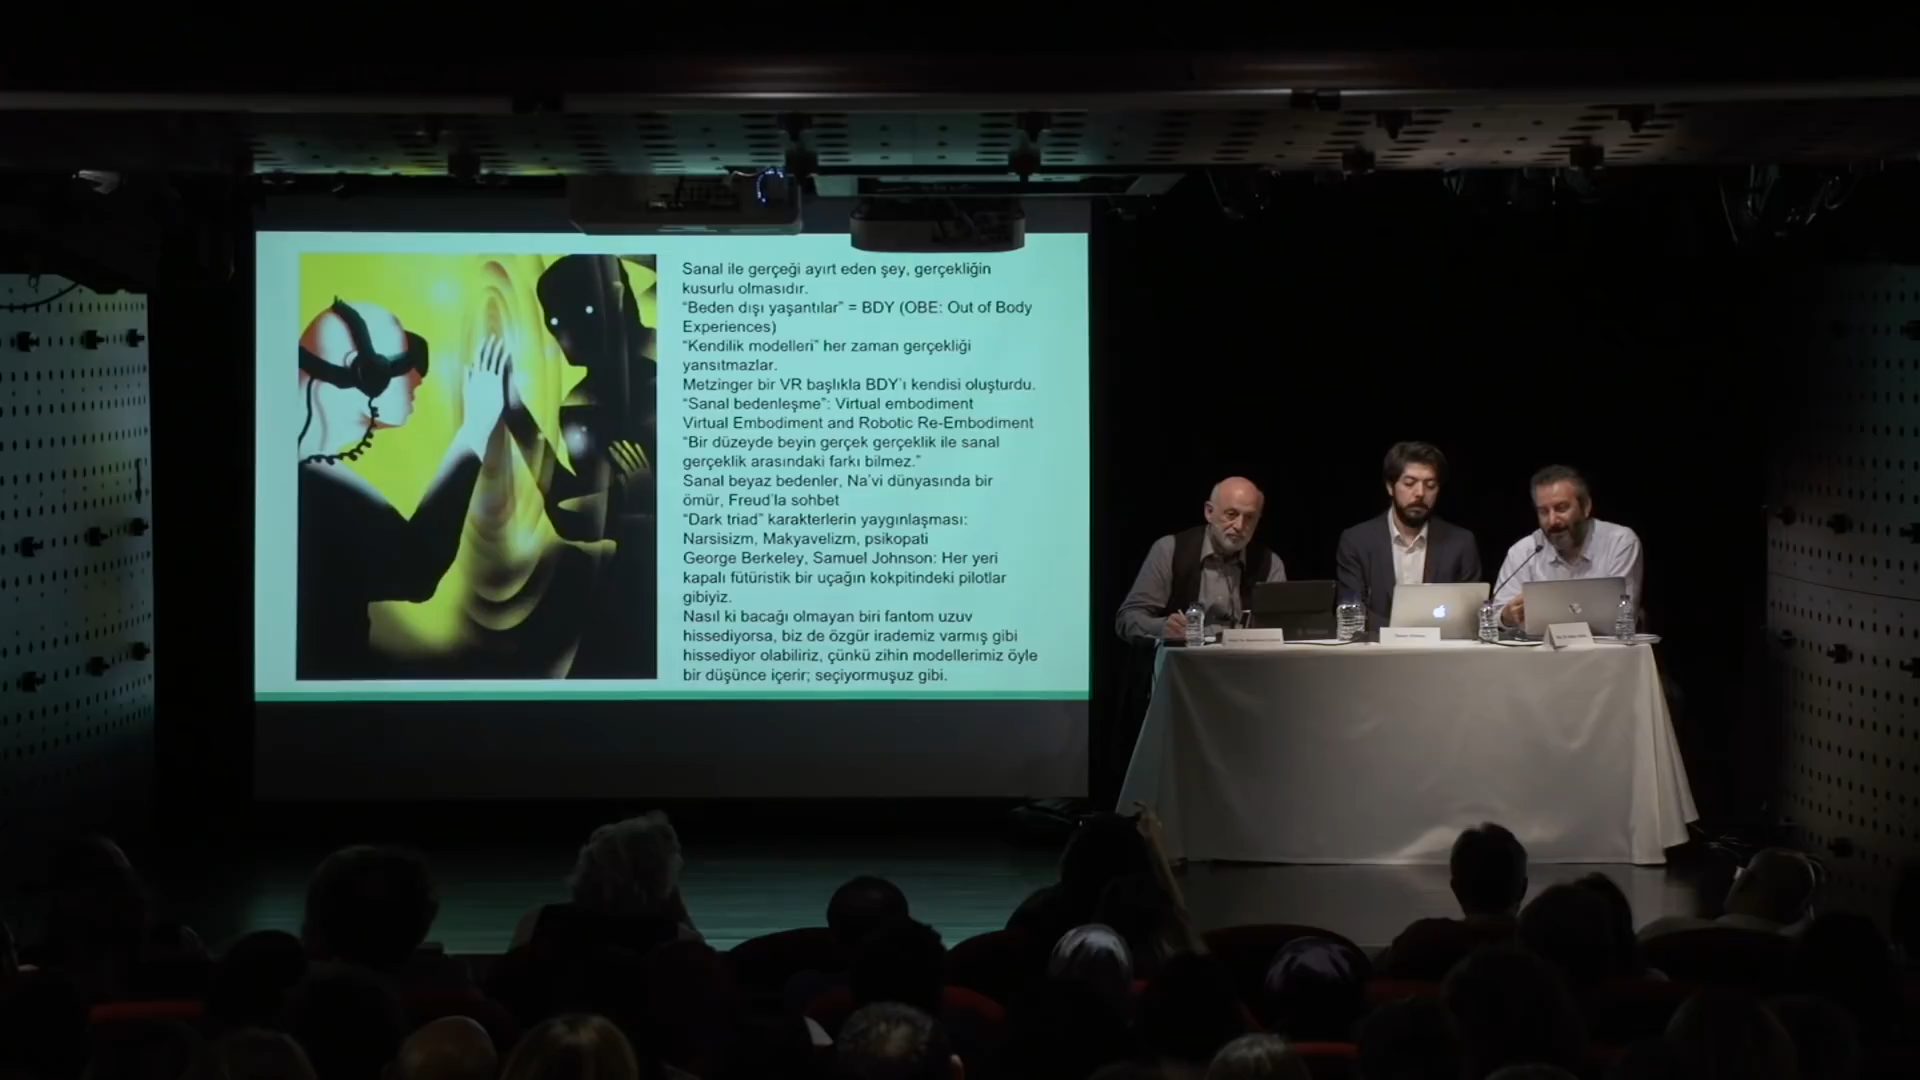 Sanal ile gerçeği ayırt eden şey, gerçekliğin
kusurlu olmasıdır.
“Beden dışı yaşantılar” = BDY (OBE: Out of Body
Experiences)
“Kendilik modelleri” her zaman gerçekliği
yansıtmazlar.
Metzinger bir VR başlıkla BDY’ı kendisi oluşturdu.
“Sanal bedenleşme”: Virtual embodiment
Virtual Embodiment and Robotic Re-Embodiment
“Bir düzeyde beyin gerçek gerçeklik ile sanal
gerçeklik arasındaki farkı bilmez.”
Sanal beyaz bedenler, Na’vi dünyasında bir
ömür, Freud’la sohbet
“Dark triad” karakterlerin yaygınlaşması:
Narsisizm, Makyavelizm, psikopati
George Berkeley, Samuel Johnson: Her yeri
kapalı fütüristik bir uçağın kokpitindeki pilotlar
gibiyiz.
Nasıl ki bacağı olmayan biri fantom uzuv
hissediyorsa, biz de özgür irademiz varmış gibi
hissediyor olabiliriz, çünkü zihin modellerimiz öyle
bir düşünce içerir; seçiyormuşuz gibi.